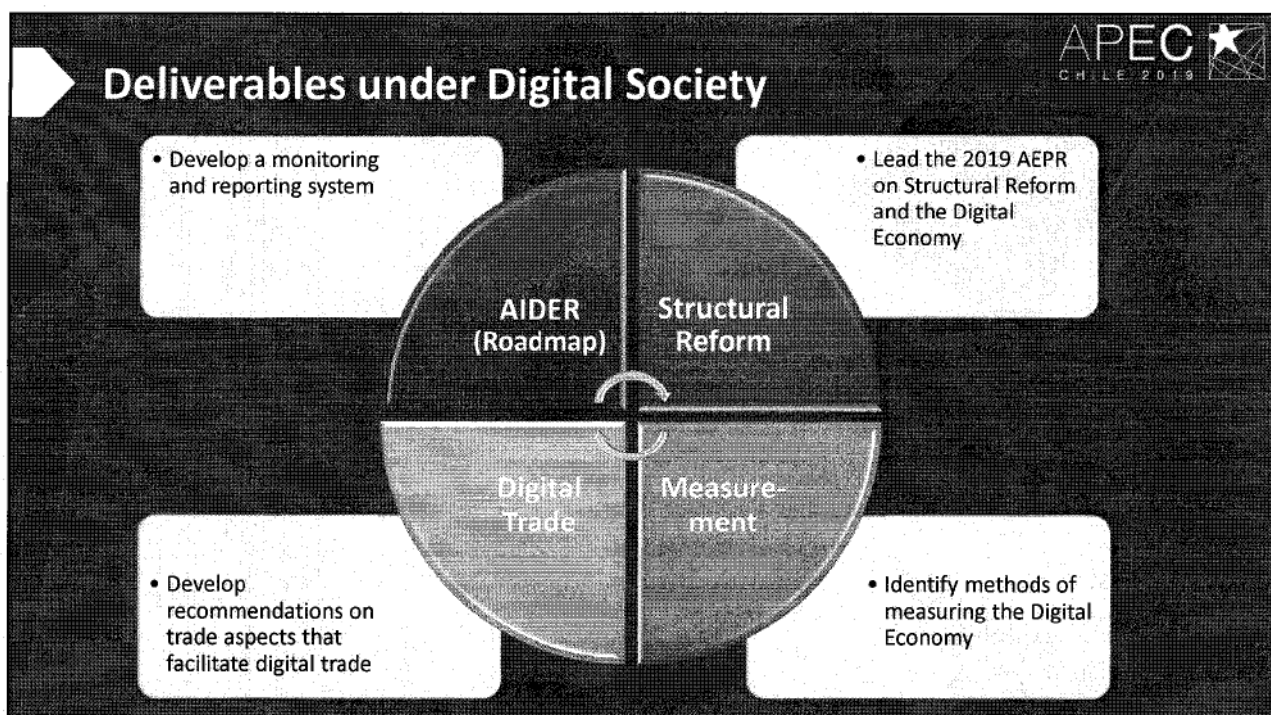 APEC
CHILE 2019
Deliverables under Digital Society
• Develop a monitoring
and reporting system
• Lead the 2019 AEPR
on Structural Reform
and the Digital
Economy
AIDER
(Roadmap)
Structural
Reform
Digital
Trade
Measure-
ment
• Develop
recommendations on
trade aspects that
facilitate digital trade
• Identify methods of
measuring the Digital
Economy